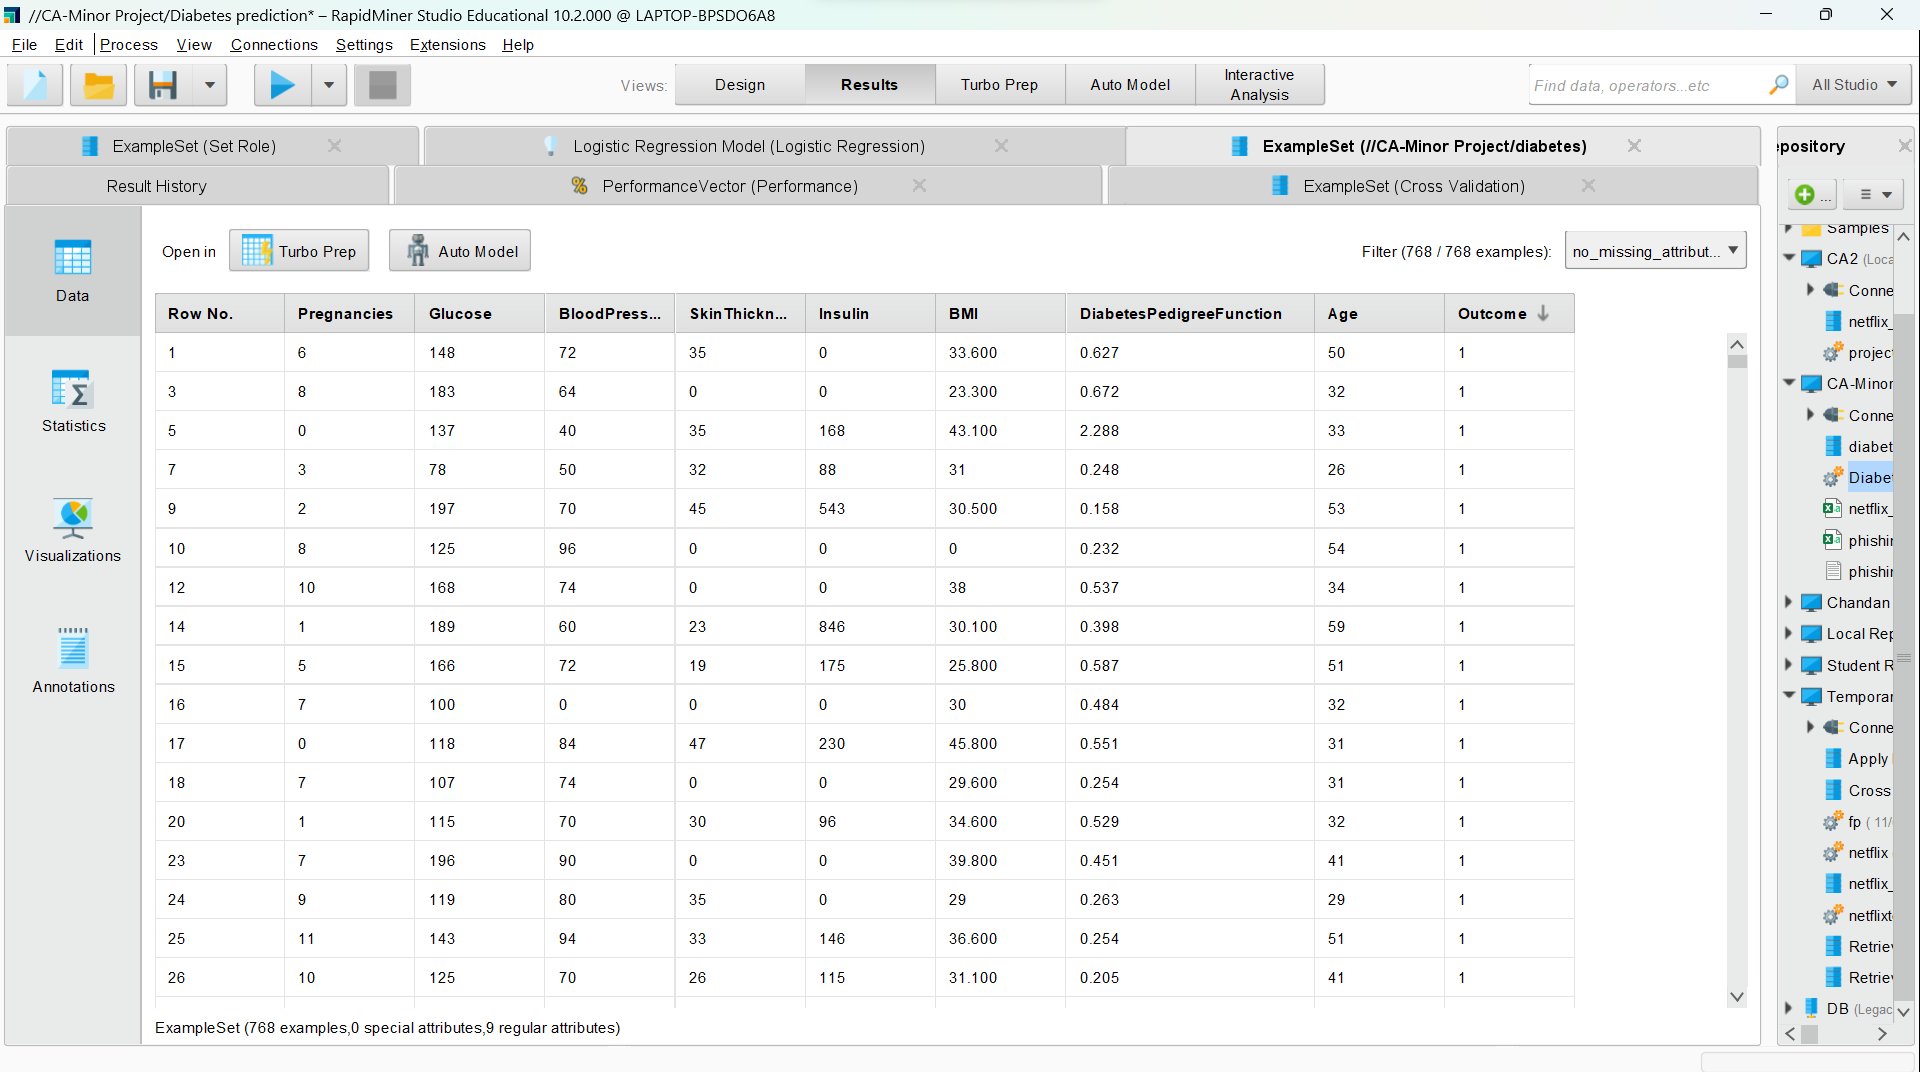 //CA-Minor Project/Diabetes prediction* – RapidMiner Studio Educational 10.2.000 @ LAPTOP-BPSDO6A8
File Edit Process View Connections Settings Extensions Help
Views: Design Results Turbo Prep Auto Model Interactive Analysis Find data, operators...etc All Studio
ExampleSet (Set Role) Logistic Regression Model (Logistic Regression) ExampleSet (//CA-Minor Project/diabetes)
Result History PerformanceVector (Performance) ExampleSet (Cross Validation)
Open in Turbo Prep Auto Model Filter (768 / 768 examples): no_missing_attribut...
Data
Statistics
Visualizations
Annotations
Row No. Pregnancies Glucose BloodPress... SkinThickn... Insulin BMI DiabetesPedigreeFunction Age Outcome
1 6 148 72 35 0 33.600 0.627 50 1
3 8 183 64 0 0 23.300 0.672 32 1
5 0 137 40 35 168 43.100 2.288 33 1
7 3 78 50 32 88 31 0.248 26 1
9 2 197 70 45 543 30.500 0.158 53 1
10 8 125 96 0 0 0 0.232 54 1
12 10 168 74 0 0 38 0.537 34 1
14 1 189 60 23 846 30.100 0.398 59 1
15 5 166 72 19 175 25.800 0.587 51 1
16 7 100 0 0 0 30 0.484 32 1
17 0 118 84 47 230 45.800 0.551 31 1
18 7 107 74 0 0 29.600 0.254 31 1
20 1 115 70 30 96 34.600 0.529 32 1
23 7 196 90 0 0 39.800 0.451 41 1
24 9 119 80 35 0 29 0.263 29 1
25 11 143 94 33 146 36.600 0.254 51 1
26 10 125 70 26 115 31.100 0.205 41 1
ExampleSet (768 examples,0 special attributes,9 regular attributes)
pository
...
Samples
CA2 (Loca
Conne
netflix_
projec
CA-Minor
Conne
diabet
Diabet
netflix_
phishin
phishin
Chandan
Local Rep
Student R
Temporar
Conne
Apply
Cross
fp ( 11/
netflix
netflix_
netflixt
Retriev
Retriev
DB (Legac